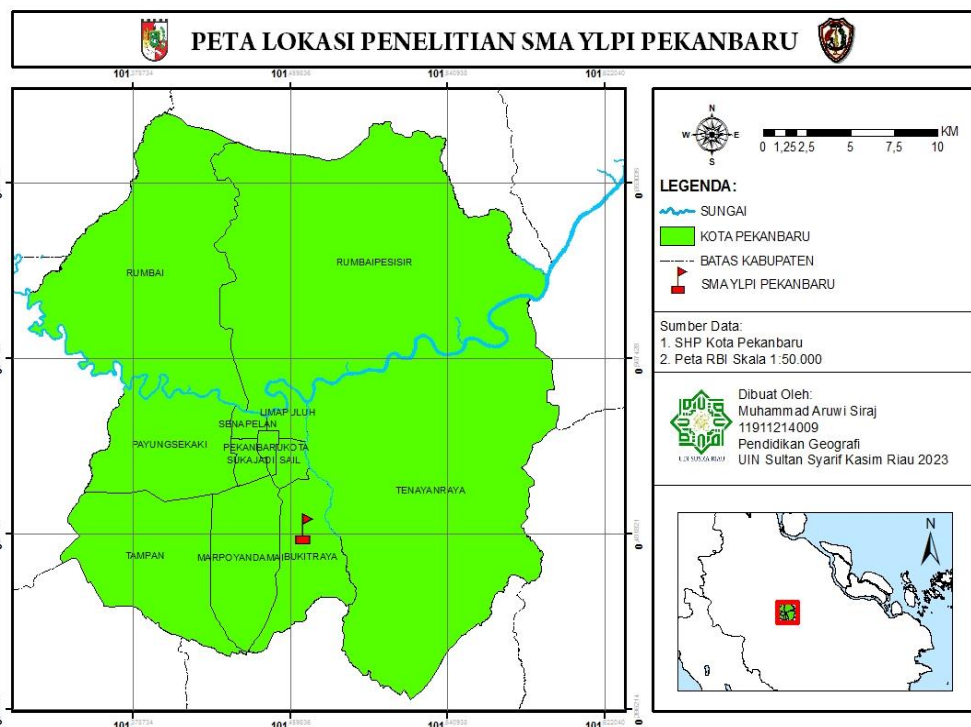 PETA LOKASI PENELITIAN SMA YLPI PEKANBARU
N
W E
S
KM
0 1,25 2,5 5 7,5 10
LEGENDA:
SUNGAI
KOTA PEKANBARU
BATAS KABUPATEN
SMA YLPI PEKANBARU
Sumber Data:
1. SHP Kota Pekanbaru
2. Peta RBI Skala 1:50.000
Dibuat Oleh:
Muhammad Aruwi Siraj
11911214009
Pendidikan Geografi
UIN Sultan Syarif Kasim Riau 2023
UIN SUSKA RIAU
N
RUMBAI
RUMBAIPESISIR
LIMAPULUH
SENAPELAN
PAYUNGSEKAKI
PEKANBARUKOTA
SUKAJADI SAIL
TENAYANRAYA
TAMPAN
MARPOYANDAMAI
BUKITRAYA